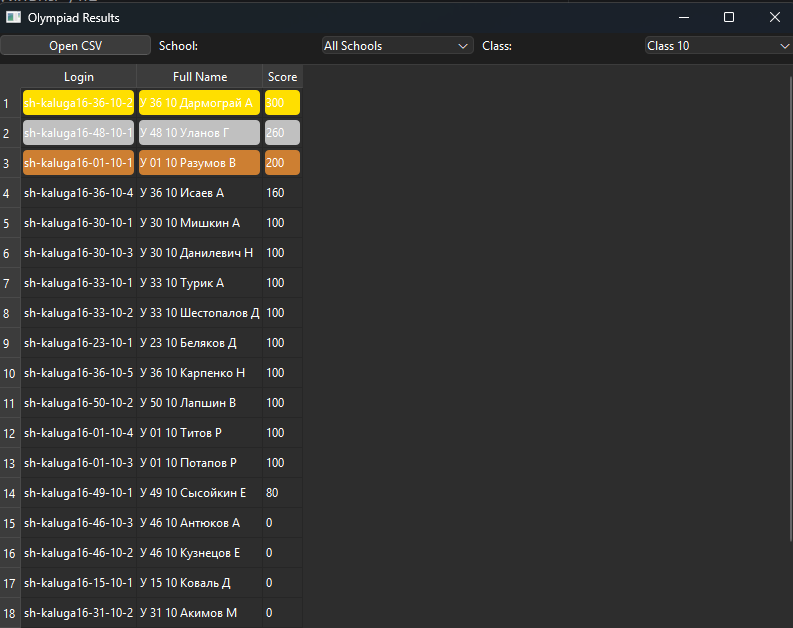 Olympiad Results
Open CSV School: All Schools Class: Class 10
Login Full Name Score
1 sh-kaluga16-36-10-2 У 36 10 Дармограй А 300
2 sh-kaluga16-48-10-1 У 48 10 Уланов Г 260
3 sh-kaluga16-01-10-1 У 01 10 Разумов В 200
4 sh-kaluga16-36-10-4 У 36 10 Исаев А 160
5 sh-kaluga16-30-10-1 У 30 10 Мишкин А 100
6 sh-kaluga16-30-10-3 У 30 10 Данилевич Н 100
7 sh-kaluga16-33-10-1 У 33 10 Турик А 100
8 sh-kaluga16-33-10-2 У 33 10 Шестопалов Д 100
9 sh-kaluga16-23-10-1 У 23 10 Беляков Д 100
10 sh-kaluga16-36-10-5 У 36 10 Карпенко Н 100
11 sh-kaluga16-50-10-2 У 50 10 Лапшин В 100
12 sh-kaluga16-01-10-4 У 01 10 Титов Р 100
13 sh-kaluga16-01-10-3 У 01 10 Потапов Р 100
14 sh-kaluga16-49-10-1 У 49 10 Сысойкин Е 80
15 sh-kaluga16-46-10-3 У 46 10 Антюков А 0
16 sh-kaluga16-46-10-2 У 46 10 Кузнецов Е 0
17 sh-kaluga16-15-10-1 У 15 10 Коваль Д 0
18 sh-kaluga16-31-10-2 У 31 10 Акимов М 0